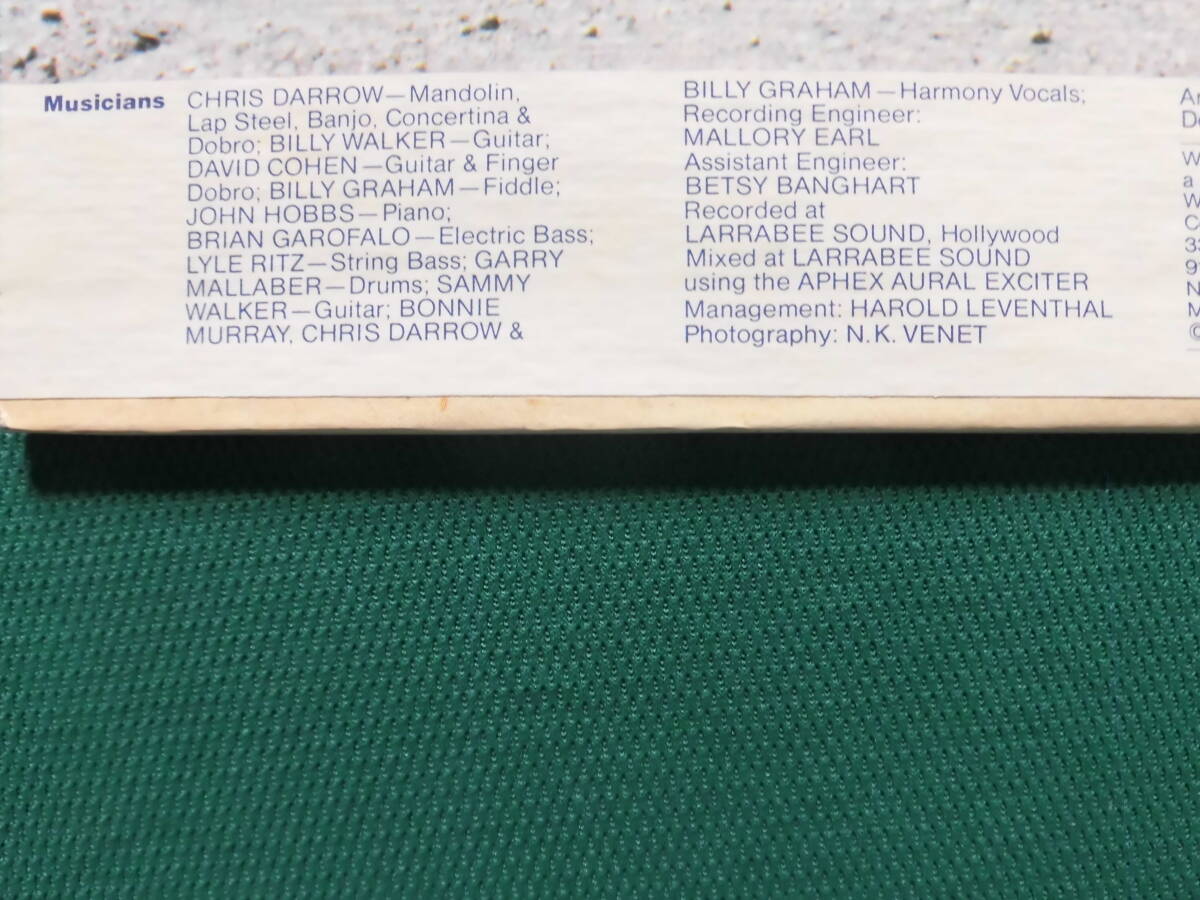 Musicians CHRIS DARROW—Mandolin,
Lap Steel, Banjo, Concertina &
Dobro; BILLY WALKER—Guitar;
DAVID COHEN—Guitar & Finger
Dobro; BILLY GRAHAM—Fiddle;
JOHN HOBBS—Piano;
BRIAN GAROFALO—Electric Bass;
LYLE RITZ—String Bass; GARRY
MALLABER—Drums; SAMMY
WALKER—Guitar; BONNIE
MURRAY, CHRIS DARROW &
BILLY GRAHAM—Harmony Vocals;
Recording Engineer:
MALLORY EARL
Assistant Engineer:
BETSY BANGHART
Recorded at
LARRABEE SOUND, Hollywood
Mixed at LARRABEE SOUND
using the APHEX AURAL EXCITER
Management: HAROLD LEVENTHAL
Photography: N.K. VENET